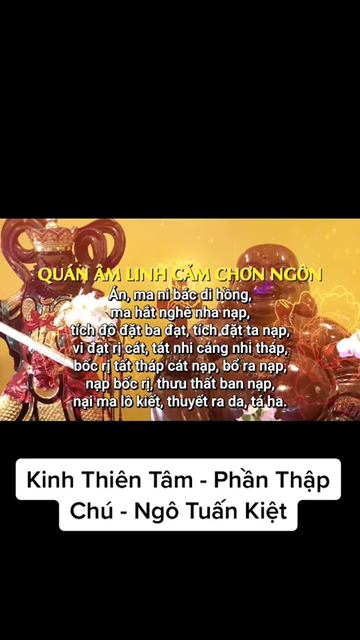 QUÁN ÂM LINH CẢM CHƠN NGÔN
Án, ma ni bác di hồng,
ma hắt nghê nha nạp,
tích đô đặt ba đạt, tích đặt ta nạp,
vi đạt rị cát, tát nhi cáng nhi tháp,
bốc rị tất tháp cát nạp, bổ ra nạp,
nạp bốc rị, thưu thất ban nạp,
nại ma lô kiết, thuyết ra da, tá ha.
Kinh Thiên Tâm - Phần Thập
Chú - Ngô Tuấn Kiệt